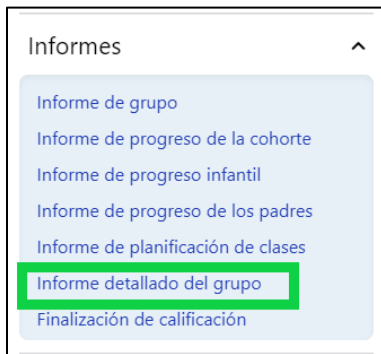 Informes
Informe de grupo
Informe de progreso de la cohorte
Informe de progreso infantil
Informe de progreso de los padres
Informe de planificación de clases
Informe detallado del grupo
Finalización de calificación